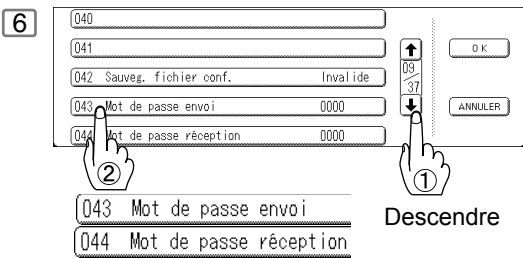 6
040
041
042 Sauveg. fichier conf. Invalide
043 Mot de passe envoi 0000
044 Mot de passe réception 0000
09/37
OK
ANNULER
② ①
043 Mot de passe envoi
044 Mot de passe réception
Descendre